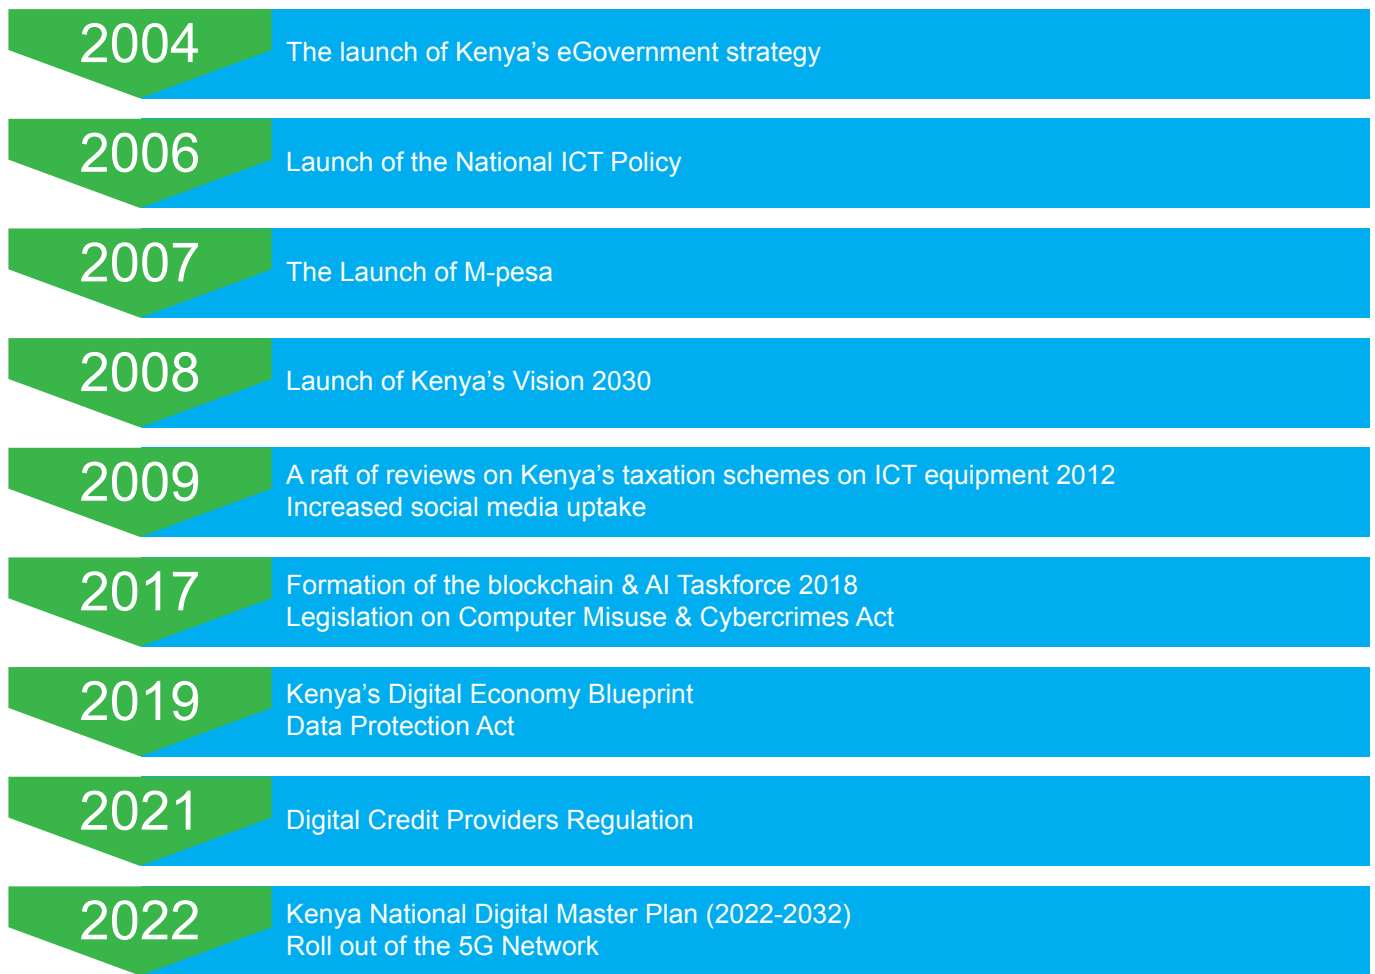 2004
The launch of Kenya’s eGovernment strategy
2006
Launch of the National ICT Policy
2007
The Launch of M-pesa
2008
Launch of Kenya’s Vision 2030
2009
A raft of reviews on Kenya’s taxation schemes on ICT equipment 2012
Increased social media uptake
2017
Formation of the blockchain & AI Taskforce 2018
Legislation on Computer Misuse & Cybercrimes Act
2019
Kenya’s Digital Economy Blueprint
Data Protection Act
2021
Digital Credit Providers Regulation
2022
Kenya National Digital Master Plan (2022-2032)
Roll out of the 5G Network